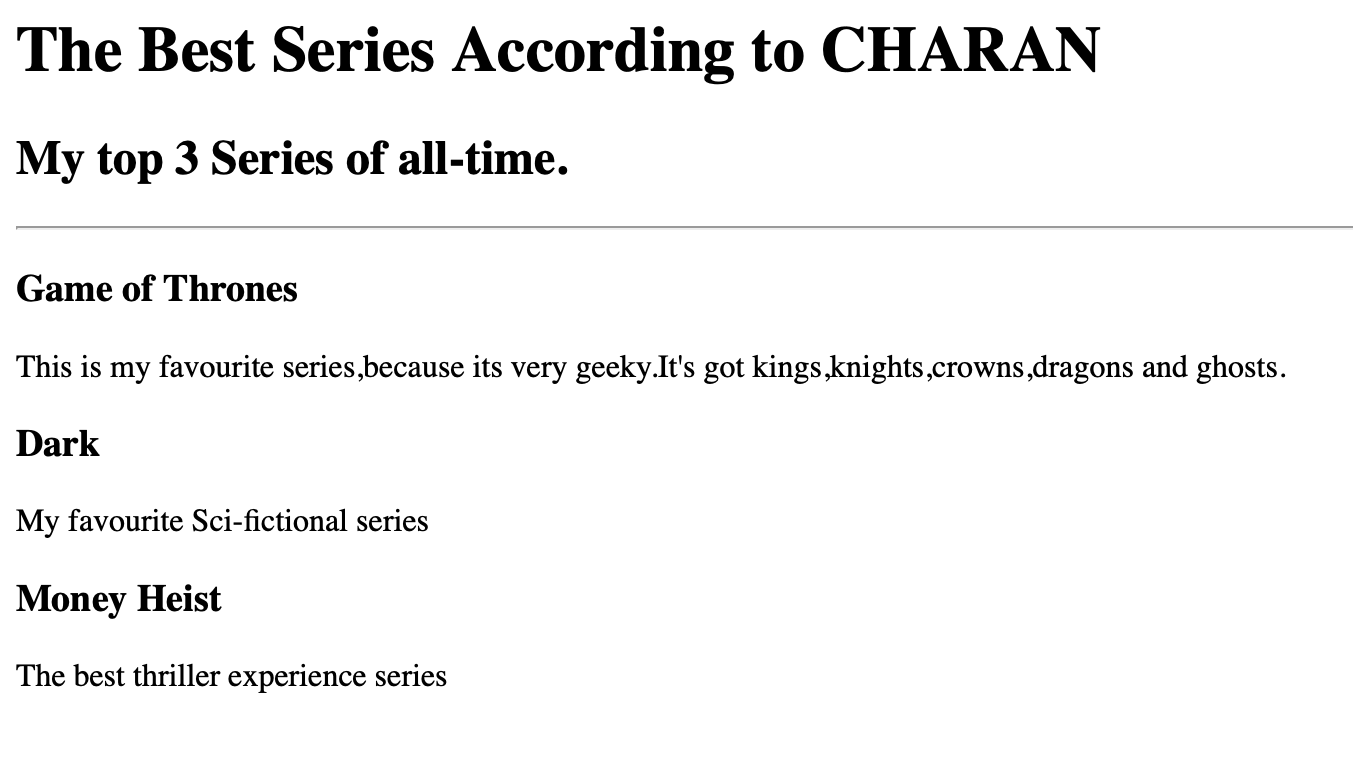 The Best Series According to CHARAN
My top 3 Series of all-time.
Game of Thrones
This is my favourite series,because its very geeky.It's got kings,knights,crowns,dragons and ghosts.
Dark
My favourite Sci-fictional series
Money Heist
The best thriller experience series